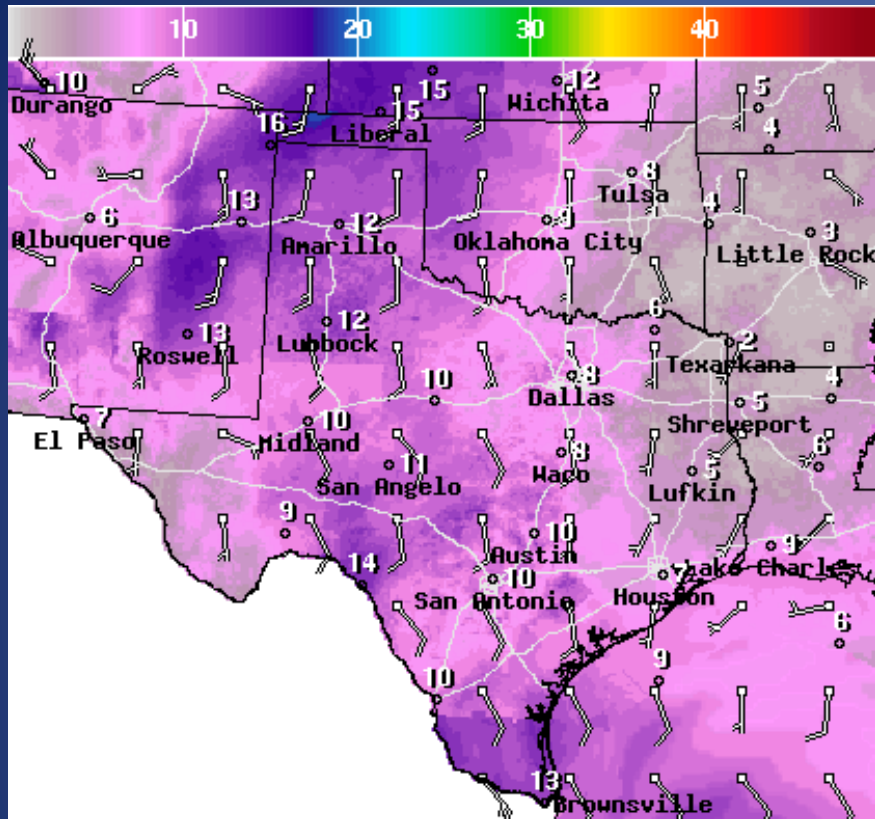 10 20 30 40
10 15 12 5
Durango Wichita
16 15 4
Liberal
8
Tulsa
6 13 12 9 4 3
Albuquerque Amarillo Oklahoma City Little Rock
13 12 6 2
Roswell Lubbock Texarkana
10 8 4
Dallas
7 10 5
El Paso Midland Shreveport
11 8 5 6
San Angelo Waco Lufkin
9 10 9
Austin Lake Charles
14 10 7
San Antonio Houston
6
10 9
13
Brownsville